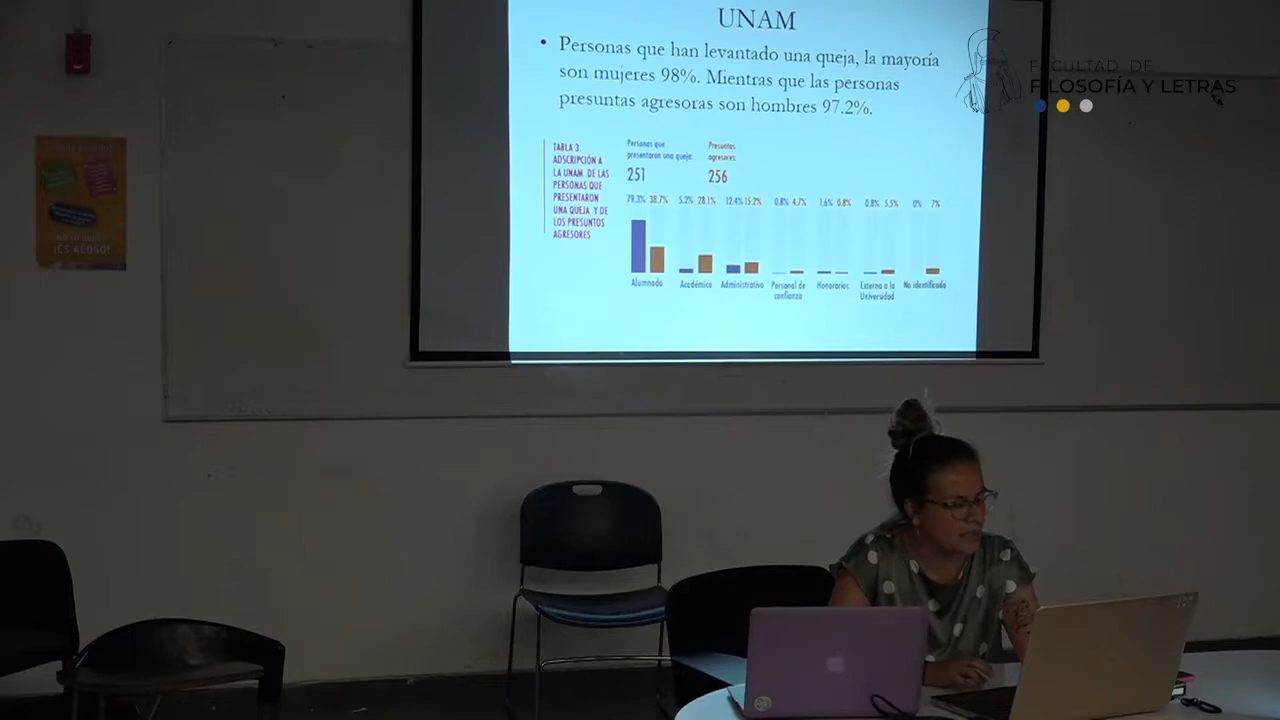 UNAM
• Personas que han levantado una queja, la mayoría
son mujeres 98%. Mientras que las personas
presuntas agresoras son hombres 97.2%.
FACULTAD DE
FILOSOFÍA Y LETRAS
TABLA 3.
ADSCRIPCIÓN A
LA UNAM DE LAS
PERSONAS QUE
PRESENTARON
UNA QUEJA Y DE
LOS PRESUNTOS
AGRESORES
Personas que
presentaron una queja:
251
Presuntos
agresores:
256
79.3% 38.7% 5.2% 28.1% 12.4% 15.2% 0.8% 4.7% 1.6% 0.8% 0.8% 5.5% 0% 7%
Alumnado Académico Administrativo Personal de confianza Honorarios Externo a la Universidad No identificado
¡ES ACOSO!